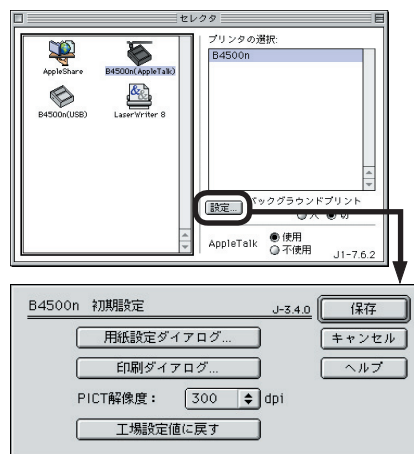 セレクタ
AppleShare
B4500n(AppleTalk)
B4500n(USB)
LaserWriter 8
プリンタの選択:
B4500n
設定...
バックグラウンドプリント
入 切
AppleTalk
使用
不使用
J1-7.6.2
B4500n 初期設定
J-3.4.0
保存
用紙設定ダイアログ...
キャンセル
印刷ダイアログ...
ヘルプ
PICT解像度: 300 dpi
工場設定値に戻す